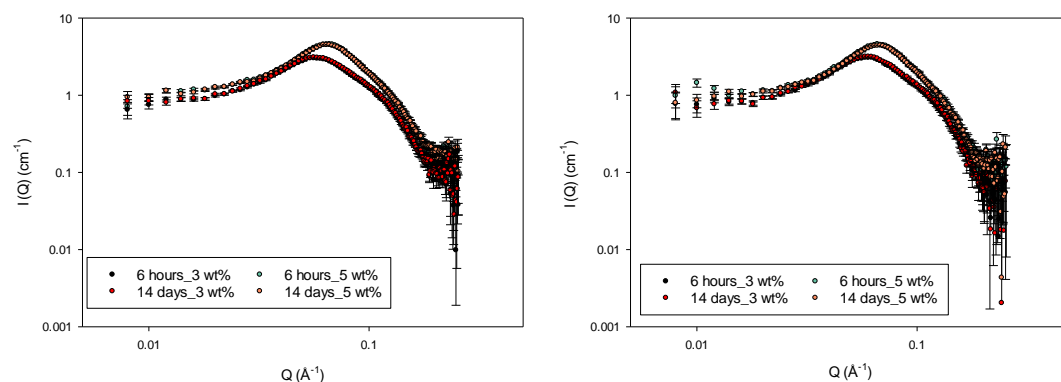 10
1
0.1
0.01
0.001
I (Q) (cm-1)
6 hours_3 wt%
6 hours_5 wt%
14 days_3 wt%
14 days_5 wt%
0.01
0.1
Q (Å-1)
10
1
0.1
0.01
0.001
I (Q) (cm-1)
6 hours_3 wt%
6 hours_5 wt%
14 days_3 wt%
14 days_5 wt%
0.01
0.1
Q (Å-1)